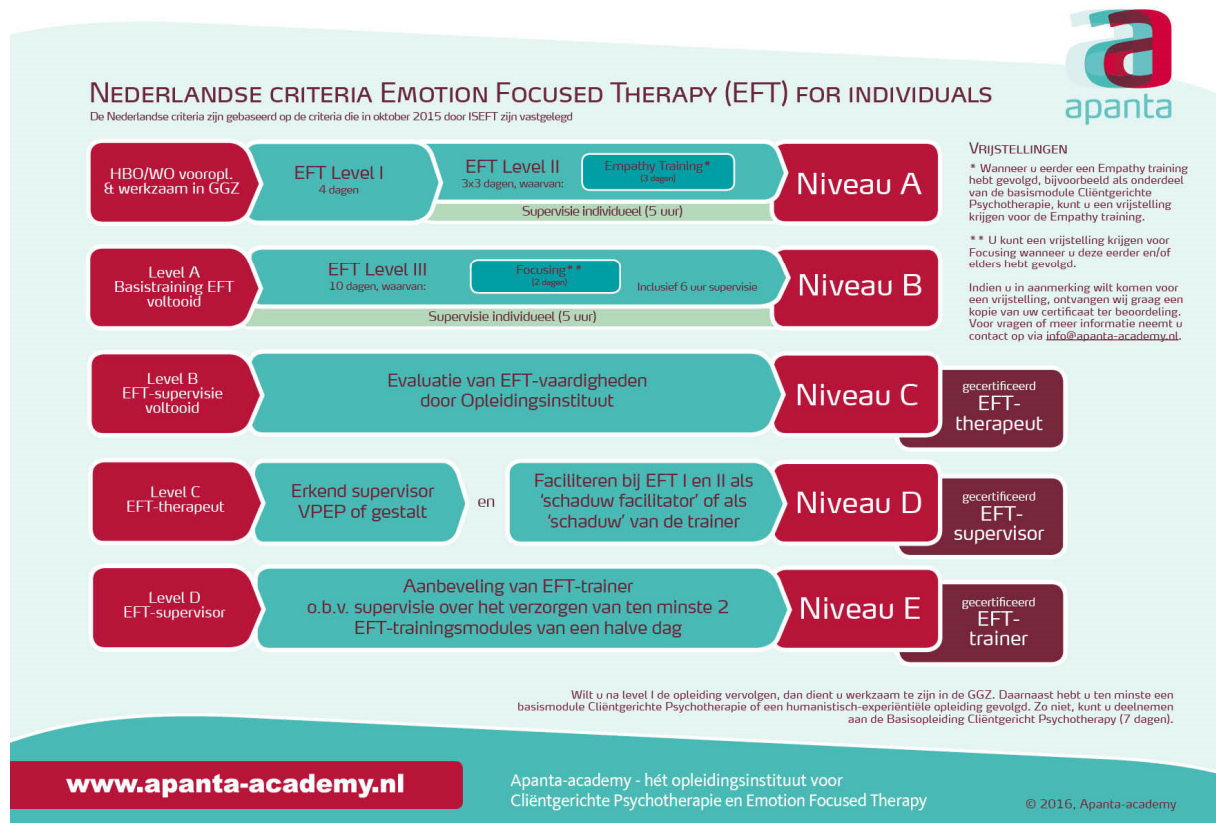 apanta
NEDERLANDSE CRITERIA EMOTION FOCUSED THERAPY (EFT) FOR INDIVIDUALS
De Nederlandse criteria zijn gebaseerd op de criteria die in oktober 2015 door ISEFT zijn vastgelegd
HBO/WO vooropl.
& werkzaam in GGZ
EFT Level I
4 dagen
EFT Level II
3x3 dagen, waarvan:
Empathy Training*
(3 dagen)
Supervisie individueel (5 uur)
Niveau A
Level A
Basistraining EFT
voltooid
EFT Level III
10 dagen, waarvan:
Focusing**
(2 dagen)
Inclusief 6 uur supervisie
Supervisie individueel (5 uur)
Niveau B
Level B
EFT-supervisie
voltooid
Evaluatie van EFT-vaardigheden
door Opleidingsinstituut
Niveau C
gecertificeerd
EFT-
therapeut
Level C
EFT-therapeut
Erkend supervisor
VPEP of gestalt
en
Faciliteren bij EFT I en II als
‘schaduw facilitator’ of als
‘schaduw’ van de trainer
Niveau D
gecertificeerd
EFT-
supervisor
Level D
EFT-supervisor
Aanbeveling van EFT-trainer
o.b.v. supervisie over het verzorgen van ten minste 2
EFT-trainingsmodules van een halve dag
Niveau E
gecertificeerd
EFT-
trainer
VRIJSTELLINGEN
* Wanneer u eerder een Empathy training
hebt gevolgd, bijvoorbeeld als onderdeel
van de basismodule Cliëntgerichte
Psychotherapie, kunt u een vrijstelling
krijgen voor de Empathy training.
** U kunt een vrijstelling krijgen voor
Focusing wanneer u deze eerder en/of
elders hebt gevolgd.
Indien u in aanmerking wilt komen voor
een vrijstelling, ontvangen wij graag een
kopie van uw certificaat ter beoordeling.
Voor vragen of meer informatie neemt u
contact op via info@apanta-academy.nl.
Wilt u na level I de opleiding vervolgen, dan dient u werkzaam te zijn in de GGZ. Daarnaast hebt u ten minste een
basismodule Cliëntgerichte Psychotherapie of een humanistisch-experiëntiële opleiding gevolgd. Zo niet, kunt u deelnemen
aan de Basisopleiding Cliëntgericht Psychotherapy (7 dagen).
www.apanta-academy.nl
Apanta-academy - hét opleidingsinstituut voor
Cliëntgerichte Psychotherapie en Emotion Focused Therapy
© 2016, Apanta-academy